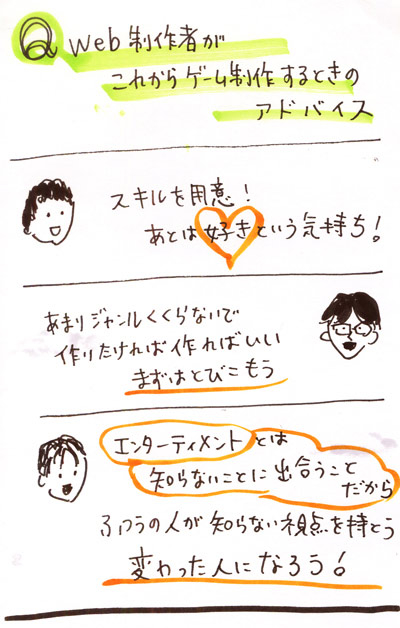 Q Web制作者が
これからゲーム制作するときの
アドバイス
スキルを用意!
あとは好きという気持ち!
あまりジャンルくくらないで
作りたければ作ればいい
まずはとびこもう
エンターティメントとは
知らないことに出合うこと
だから
ふつうの人が知らない視点を持とう
変わった人になろう!